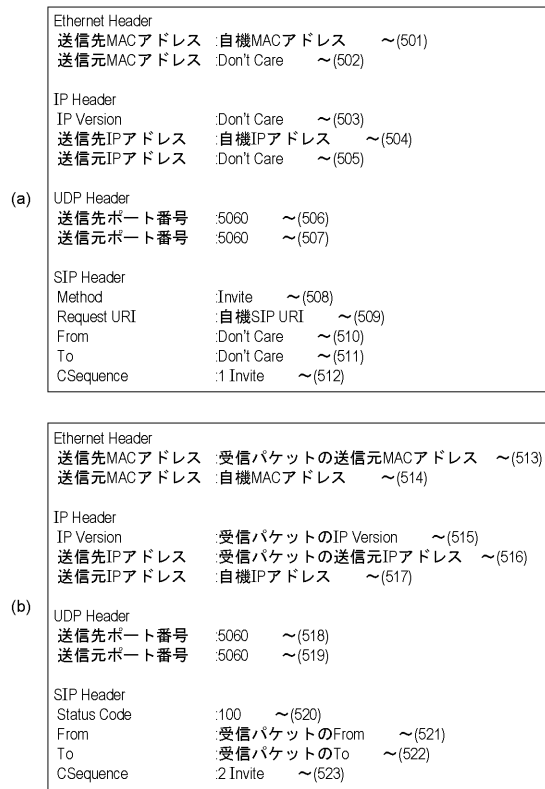 (a)
Ethernet Header
送信先MACアドレス :自機MACアドレス ～(501)
送信元MACアドレス :Don't Care ～(502)
IP Header
IP Version :Don't Care ～(503)
送信先IPアドレス :自機IPアドレス ～(504)
送信元IPアドレス :Don't Care ～(505)
UDP Header
送信先ポート番号 :5060 ～(506)
送信元ポート番号 :5060 ～(507)
SIP Header
Method :Invite ～(508)
Request URI :自機SIP URI ～(509)
From :Don't Care ～(510)
To :Don't Care ～(511)
CSequence :1 Invite ～(512)
(b)
Ethernet Header
送信先MACアドレス :受信パケットの送信元MACアドレス ～(513)
送信元MACアドレス :自機MACアドレス ～(514)
IP Header
IP Version :受信パケットのIP Version ～(515)
送信先IPアドレス :受信パケットの送信元IPアドレス ～(516)
送信元IPアドレス :自機IPアドレス ～(517)
UDP Header
送信先ポート番号 :5060 ～(518)
送信元ポート番号 :5060 ～(519)
SIP Header
Status Code :100 ～(520)
From :受信パケットのFrom ～(521)
To :受信パケットのTo ～(522)
CSequence :2 Invite ～(523)